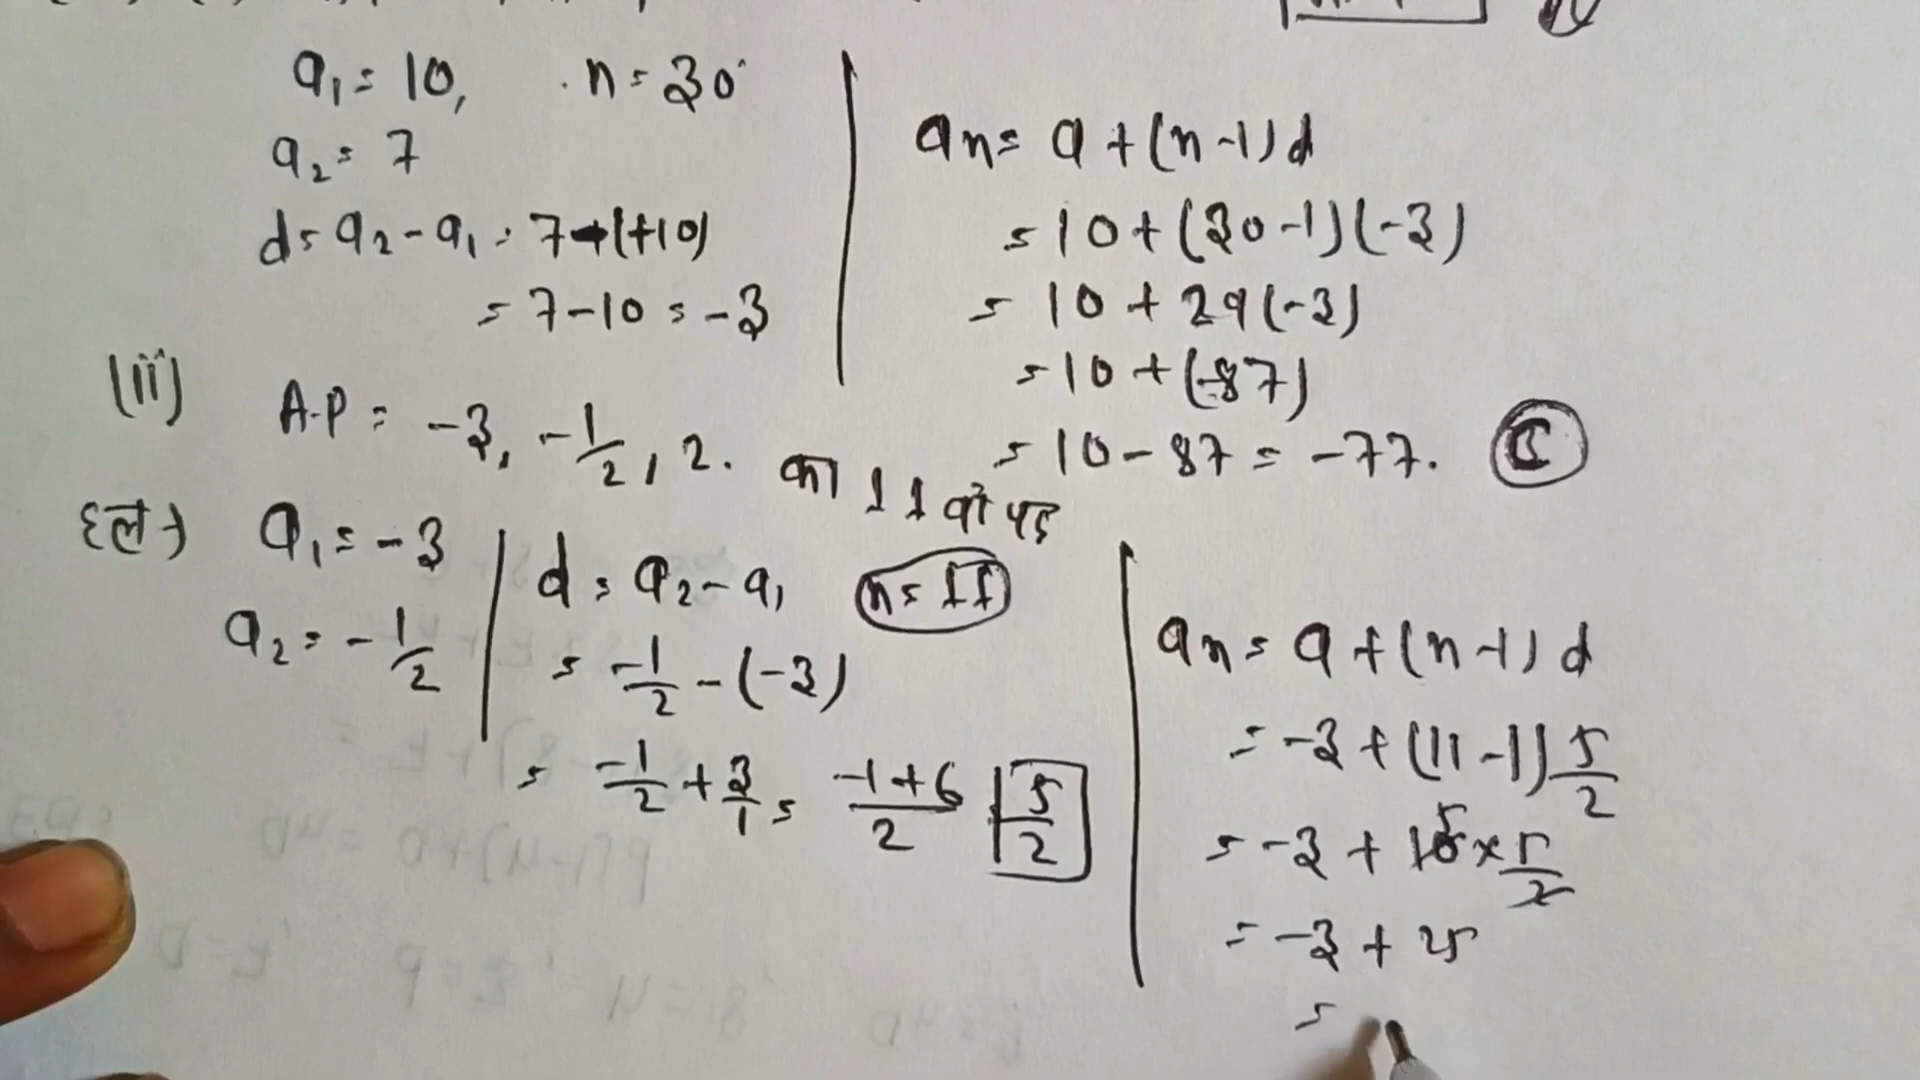 a₁ = 10, n = 30
a₂ = 7
d = a₂ - a₁ = 7 - (+10)
= 7 - 10 = -3
an = a + (n-1)d
= 10 + (30-1)(-3)
= 10 + 29(-3)
= 10 + (-87)
= 10 - 87 = -77. C
(ii) A.P = -3, -1/2, 2. का 11 वाँ पद
हल→ a₁ = -3
a₂ = -1/2
d = a₂ - a₁ n = 11
= -1/2 - (-3)
= -1/2 + 3/1 = (-1+6)/2 5/2
an = a + (n-1) d
= -3 + (11-1) 5/2
= -3 + 10 5 × 5/2
= -3 + 25
=